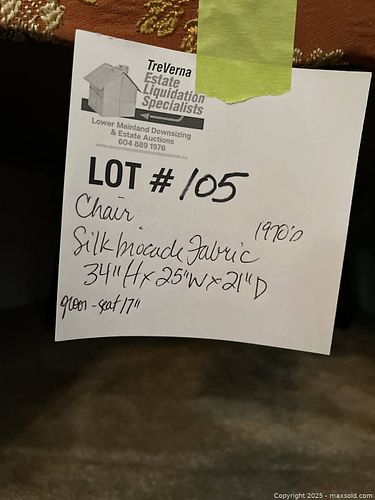 TreVerna
Estate
Liquidation
Specialists
Lower Mainland Downsizing
& Estate Auctions
604 889 1976
LOT # 105
Chair
1970's
Silk brocade Fabric
34" H x 25" W x 21" D
floor - seat 17"
Copyright 2025 - maxsold.com